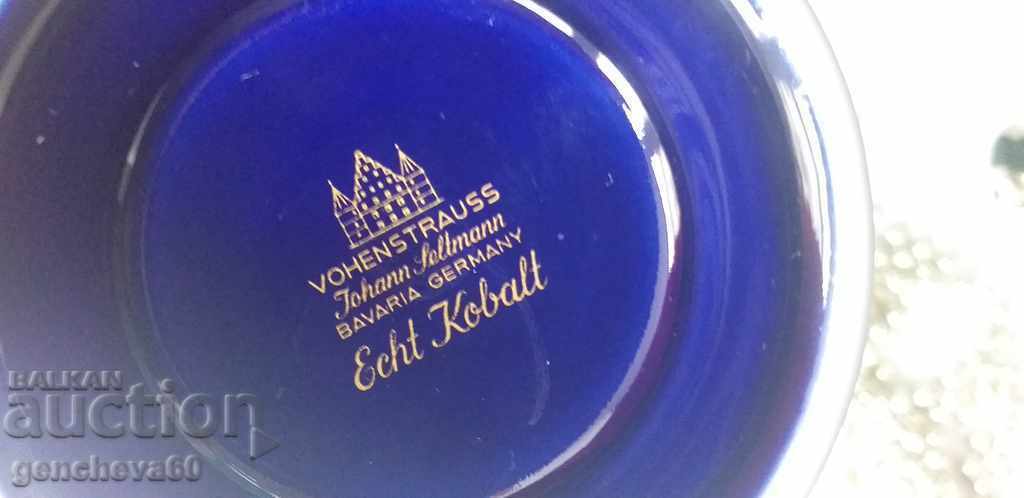 VOHENSTRAUSS
Johann Seltmann
BAVARIA GERMANY
Echt Kobalt
BALKAN
auction
gencheva60